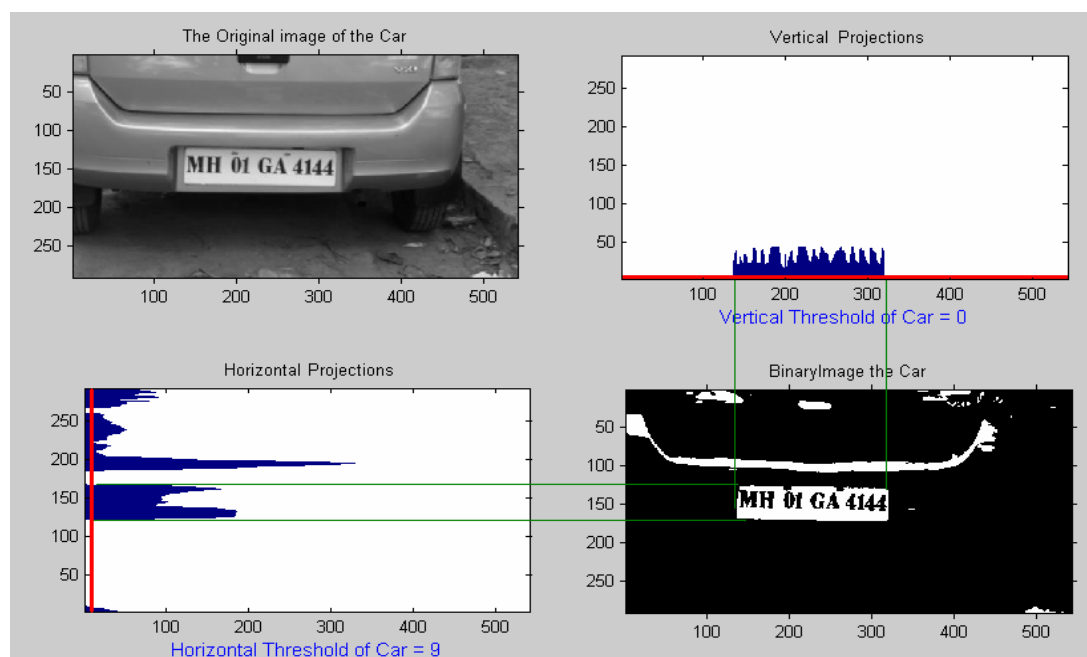 The Original image of the Car
50
100
150
200
250
100 200 300 400 500
MH 01 GA 4144
Vertical Projections
250
200
150
100
50
100 200 300 400 500
Vertical Threshold of Car = 0
Horizontal Projections
250
200
150
100
50
100 200 300 400 500
Horizontal Threshold of Car = 9
BinaryImage the Car
50
100
150
200
250
100 200 300 400 500
MH 01 GA 4144